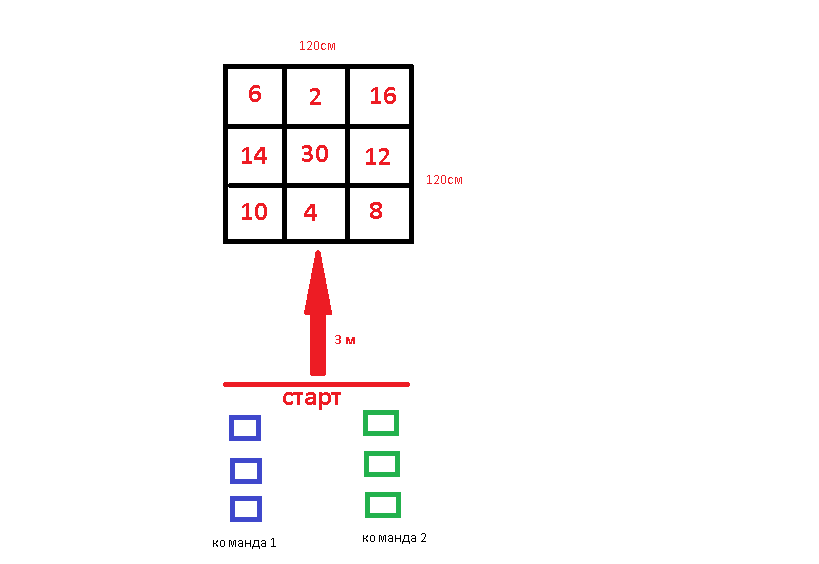 120см
6 2 16
14 30 12
120см
10 4 8
3 м
старт
команда 1
команда 2